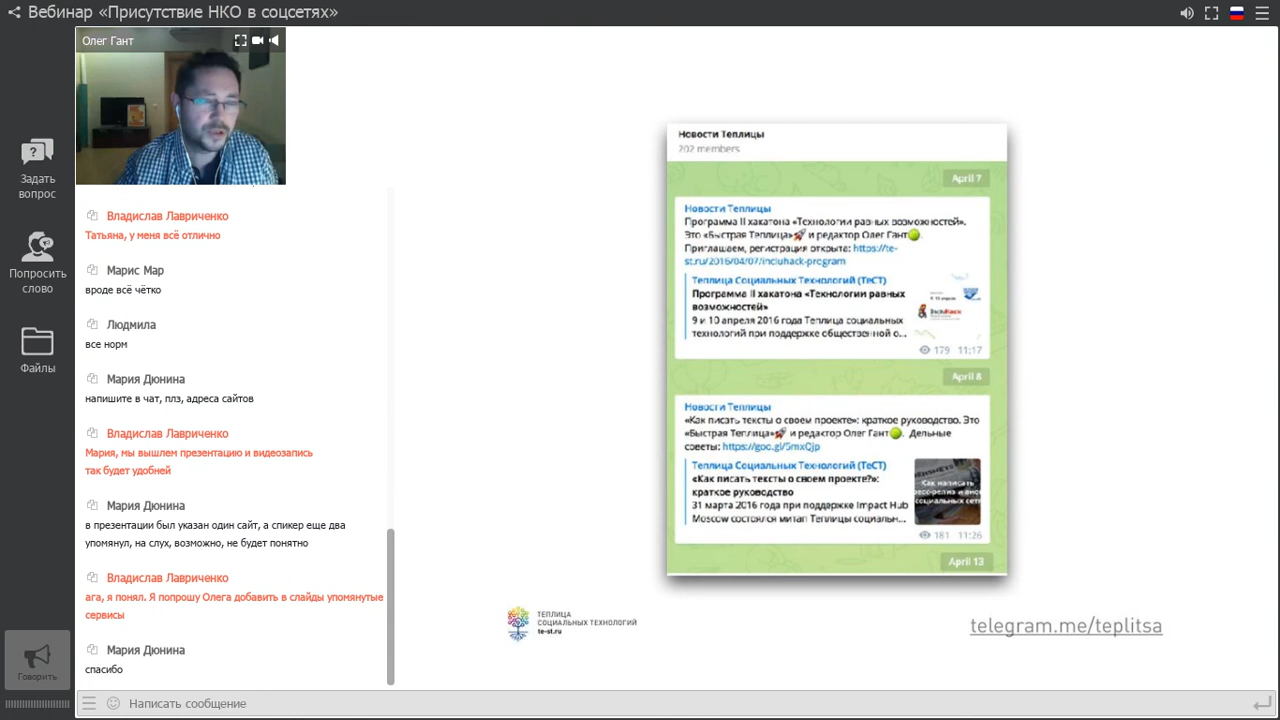 Вебинар «Присутствие НКО в соцсетях»
Олег Гант
Задать
вопрос
Попросить
слово
Файлы
Говорить
Владислав Лавриченко
Татьяна, у меня всё отлично
Марис Мар
вроде всё чётко
Людмила
все норм
Мария Дюнина
напишите в чат, плз, адреса сайтов
Владислав Лавриченко
Мария, мы вышлем презентацию и видеозапись
так будет удобней
Мария Дюнина
в презентации был указан один сайт, а спикер еще два
упомянул, на слух, возможно, не будет понятно
Владислав Лавриченко
ага, я понял. Я попрошу Олега добавить в слайды упомянутые
сервисы
Мария Дюнина
спасибо
Написать сообщение
Новости Теплицы
202 members
April 7
Новости Теплицы
Программа II хакатона «Технологии равных возможностей».
Это «Быстрая Теплица»🚀 и редактор Олег Гант
Приглашаем, регистрация открыта: https://te-
st.ru/2016/04/07/incluhack-program
Теплица Социальных Технологий (ТеСТ)
Программа II хакатона «Технологии равных
возможностей»
9 и 10 апреля 2016 года Теплица социальных
технологий при поддержке общественной о...
179 11:17
April 8
Новости Теплицы
«Как писать тексты о своем проекте»: краткое руководство. Это
«Быстрая Теплица»🚀 и редактор Олег Гант. Дельные
советы: https://goo.gl/5mxQjp
Теплица Социальных Технологий (ТеСТ)
«Как писать тексты о своем проекте?»:
краткое руководство
31 марта 2016 года при поддержке Impact Hub
Moscow состоялся митап Теплицы социальн...
Как написать
181 11:26
April 13
ТЕПЛИЦА
СОЦИАЛЬНЫХ ТЕХНОЛОГИЙ
te-st.ru
telegram.me/teplitsa